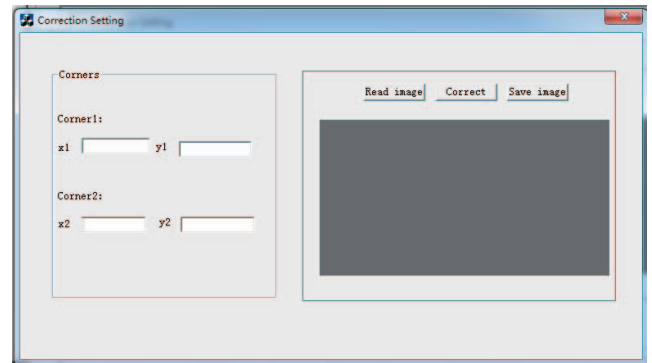 Correction Setting
Corners
Corner1:
x1 y1
Corner2:
x2 y2
Read image Correct Save image